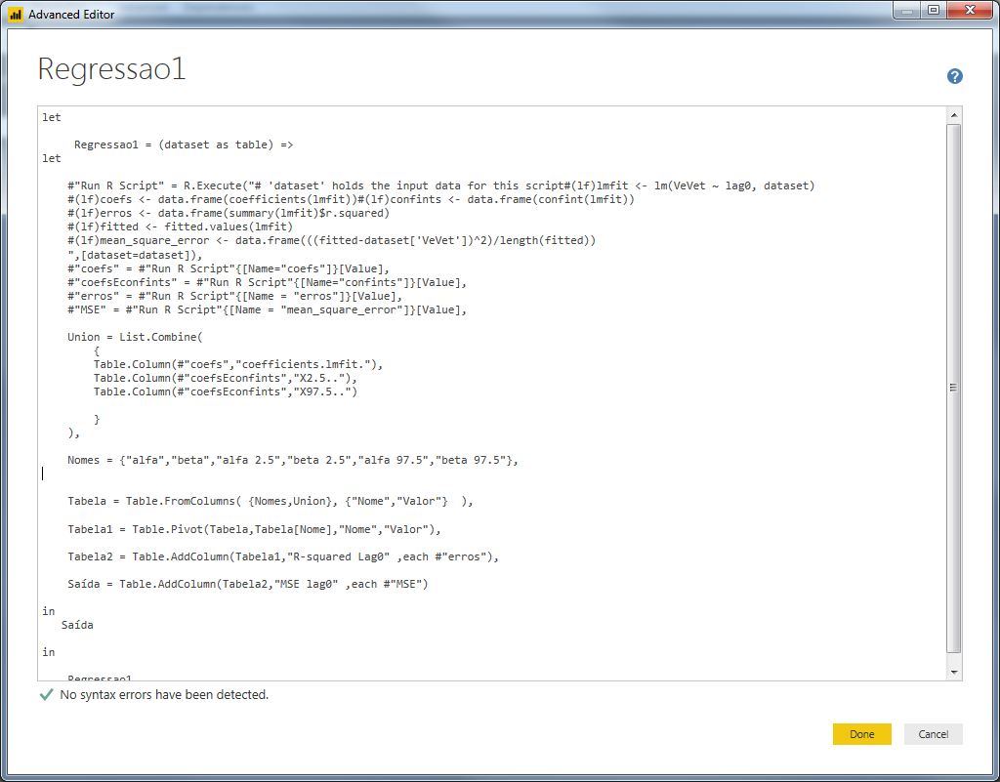 Advanced Editor
Regressao1
let
Regressao1 = (dataset as table) =>
let
#"Run R Script" = R.Execute("# 'dataset' holds the input data for this script#(lf)lmfit <- lm(VeVet ~ lag0, dataset)
#(lf)coefs <- data.frame(coefficients(lmfit))#(lf)confints <- data.frame(confint(lmfit))
#(lf)erros <- data.frame(summary(lmfit)$r.squared)
#(lf)fitted <- fitted.values(lmfit)
#(lf)mean_square_error <- data.frame(((fitted-dataset['VeVet'])^2)/length(fitted))
",[dataset=dataset]),
#"coefs" = #"Run R Script"{[Name="coefs"]}[Value],
#"coefsEconfints" = #"Run R Script"{[Name="confints"]}[Value],
#"erros" = #"Run R Script"{[Name = "erros"]}[Value],
#"MSE" = #"Run R Script"{[Name = "mean_square_error"]}[Value],
Union = List.Combine(
{
Table.Column(#"coefs","coefficients.lmfit."),
Table.Column(#"coefsEconfints","X2.5.."),
Table.Column(#"coefsEconfints","X97.5..")
}
),
Nomes = {"alfa","beta","alfa 2.5","beta 2.5","alfa 97.5","beta 97.5"},
Tabela = Table.FromColumns( {Nomes,Union}, {"Nome","Valor"}  ),
Tabela1 = Table.Pivot(Tabela,Tabela[Nome],"Nome","Valor"),
Tabela2 = Table.AddColumn(Tabela1,"R-squared Lag0" ,each #"erros"),
Saída = Table.AddColumn(Tabela2,"MSE lag0" ,each #"MSE")
in
Saída
in
Regressao1
No syntax errors have been detected.
Done
Cancel